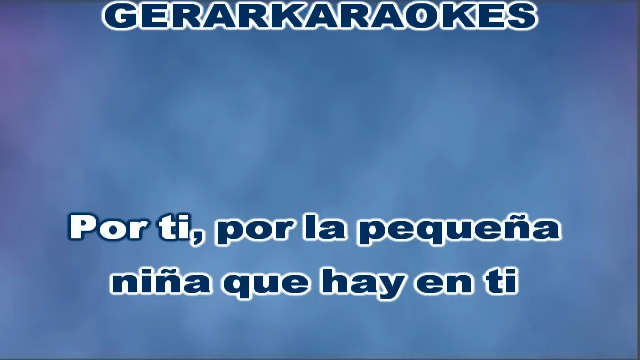 GERARKARAOKES
Por ti, por la pequeña
niña que hay en ti